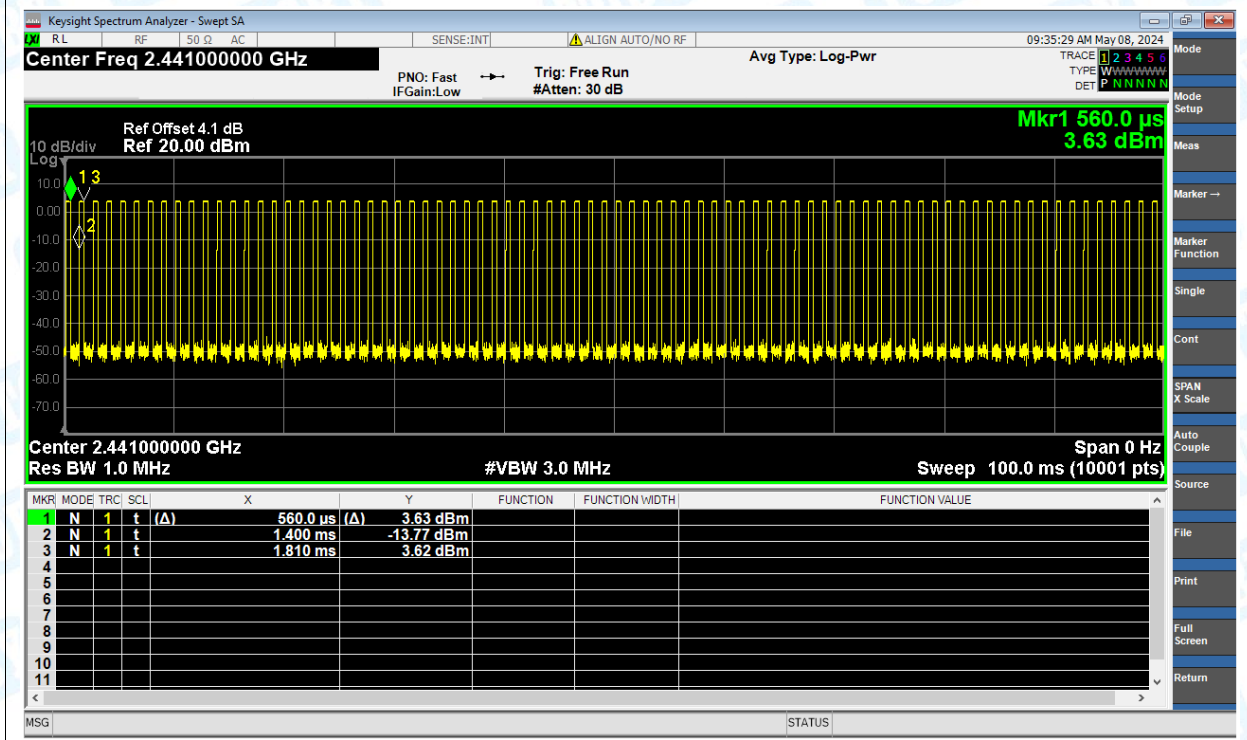 Keysight Spectrum Analyzer - Swept SA
LXI RL RF 50 Ω AC SENSE:INT ALIGN AUTO/NO RF 09:35:29 AM May 08, 2024
Center Freq 2.441000000 GHz
PNO: Fast
IFGain:Low
Trig: Free Run
#Atten: 30 dB
Avg Type: Log-Pwr
TRACE 1 2 3 4 5 6
TYPE WWWWWW
DET P N N N N N
Mkr1 560.0 µs
3.63 dBm
Ref Offset 4.1 dB
10 dB/div Ref 20.00 dBm
Log
1 3
2
10.0
0.00
-10.0
-20.0
-30.0
-40.0
-50.0
-60.0
-70.0
Center 2.441000000 GHz Span 0 Hz
Res BW 1.0 MHz #VBW 3.0 MHz Sweep 100.0 ms (10001 pts)
MKR MODE TRC SCL X Y FUNCTION FUNCTION WIDTH FUNCTION VALUE
1 N 1 t (Δ) 560.0 µs (Δ) 3.63 dBm
2 N 1 t 1.400 ms -13.77 dBm
3 N 1 t 1.810 ms 3.62 dBm
4
5
6
7
8
9
10
11
MSG STATUS
Mode
Mode
Setup
Meas
Marker→
Marker
Function
Single
Cont
SPAN
X Scale
Auto
Couple
Source
File
Print
Full
Screen
Return